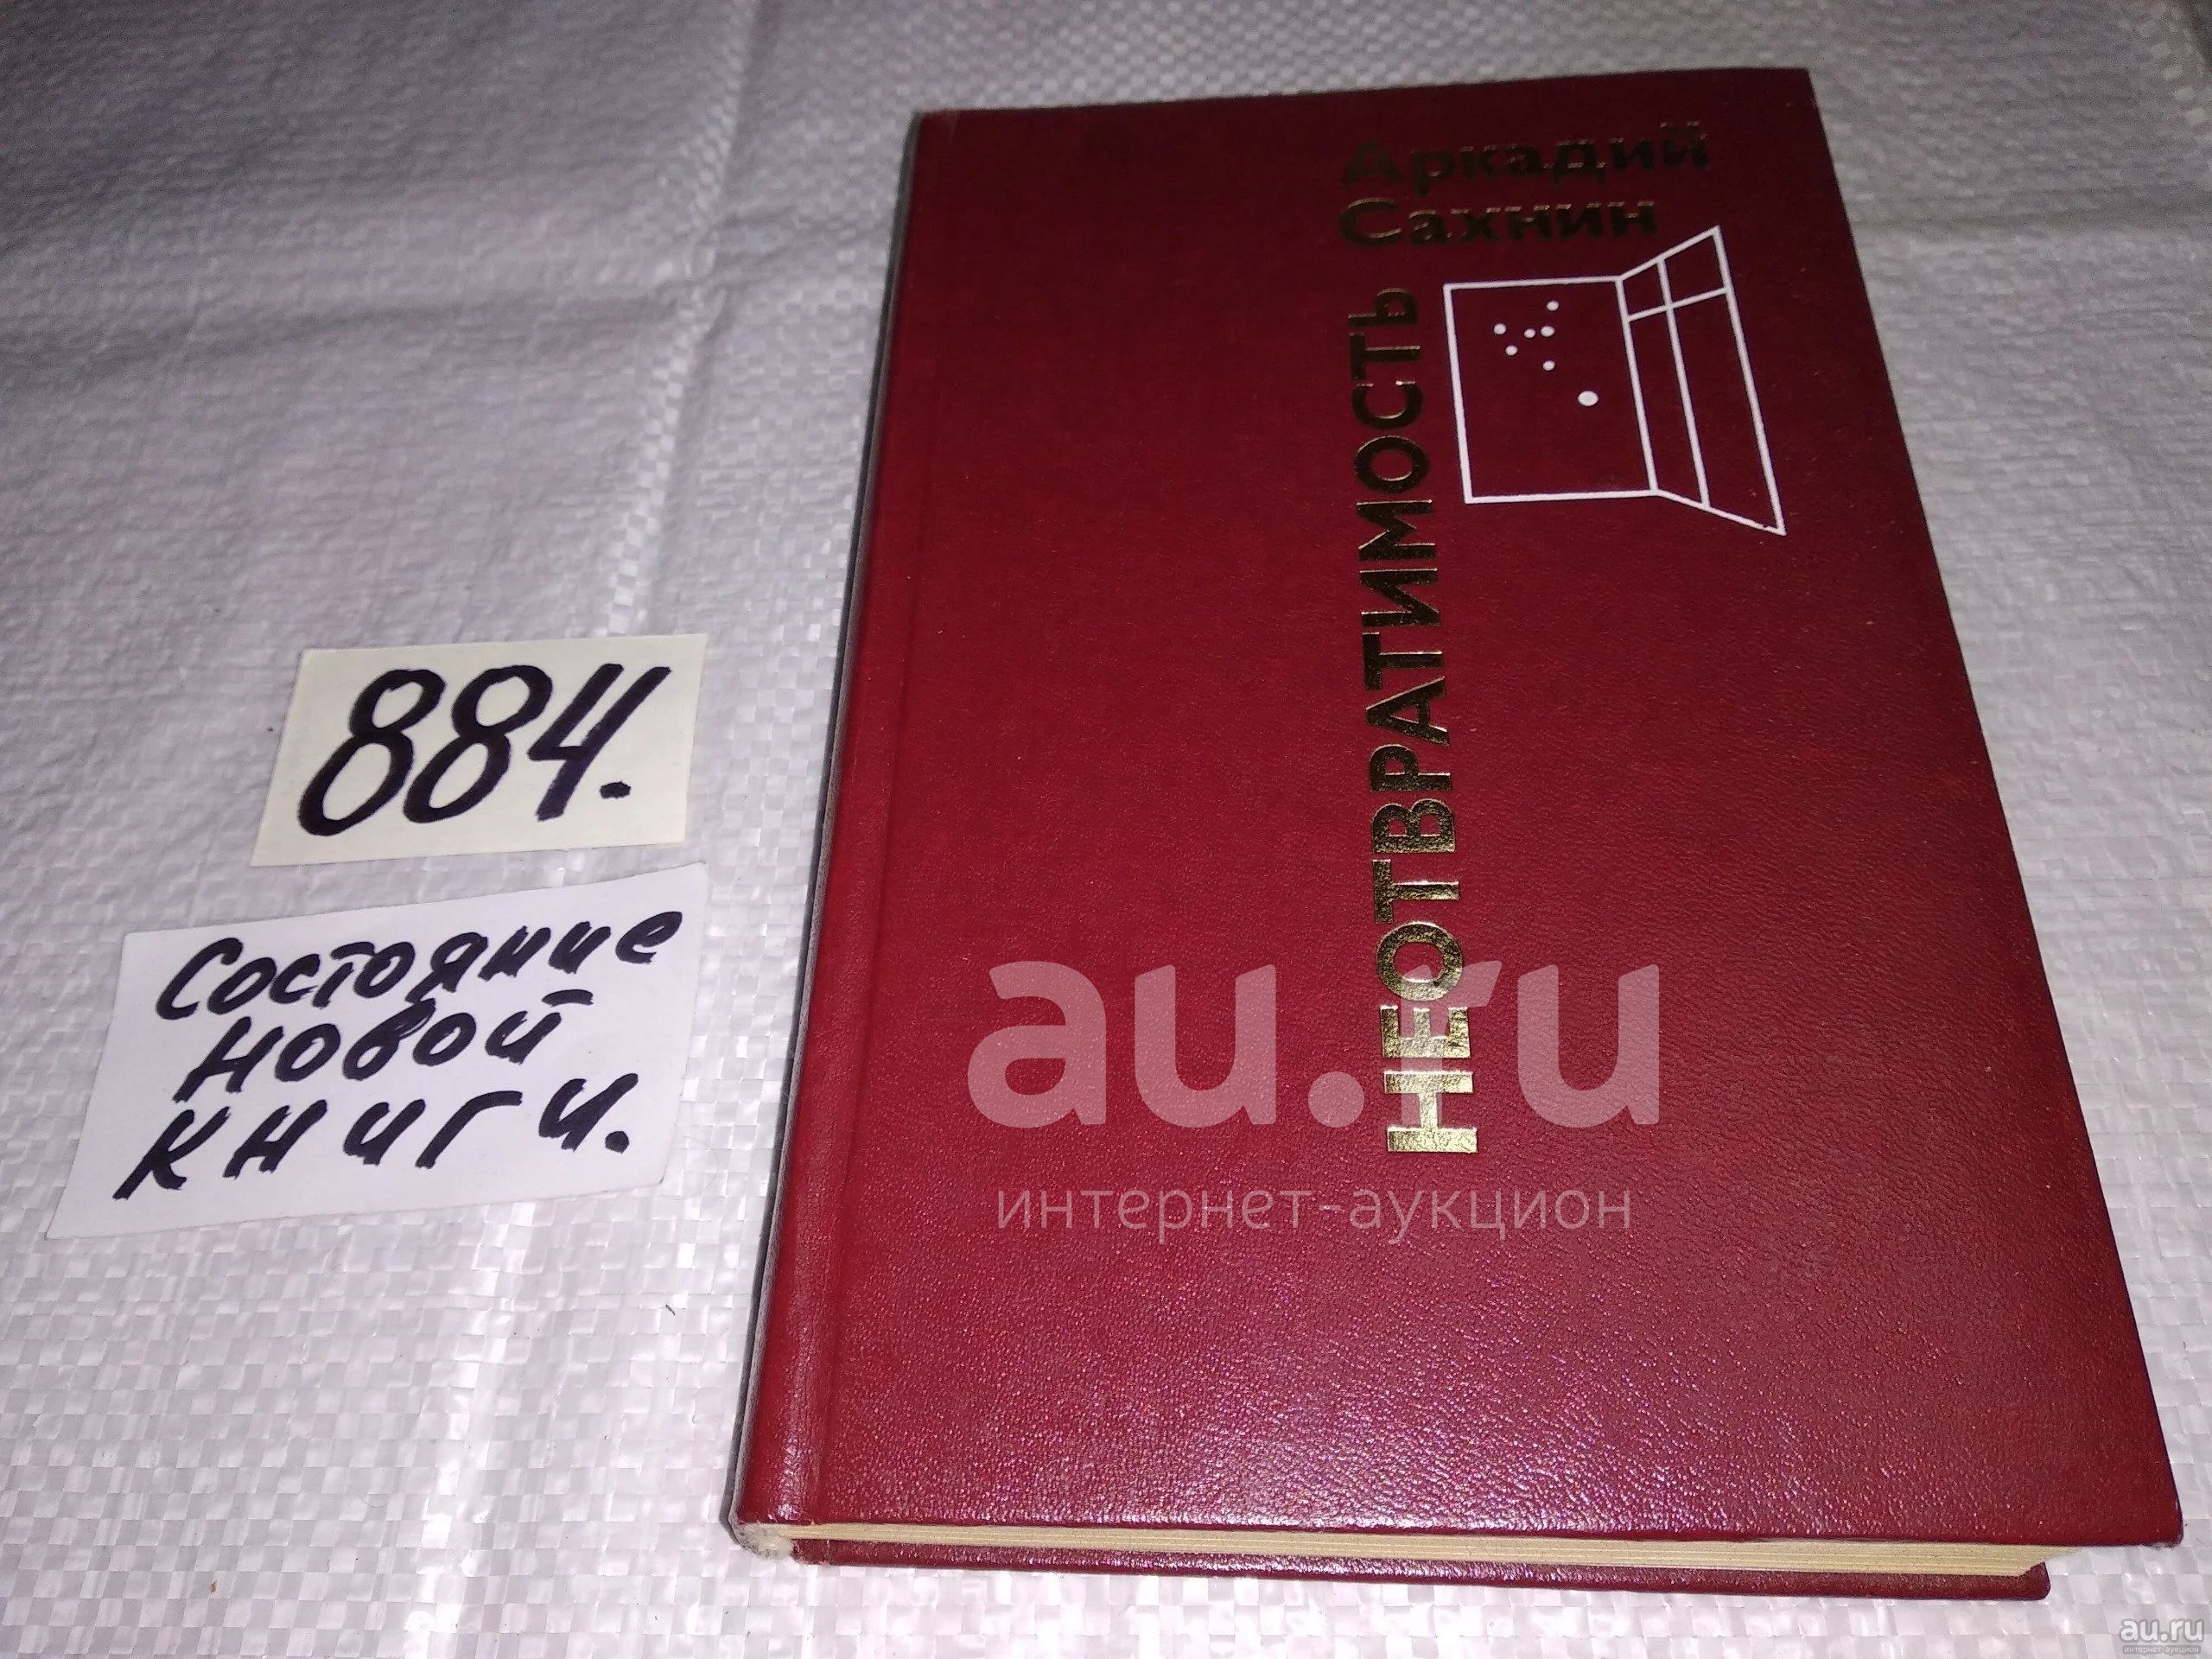 Аркадий
Сахнин
НЕОТВРАТИМОСТЬ
884.
Состояние
новой
книги.
au.ru
интернет-аукцион
au.ru
интернет-аукцион